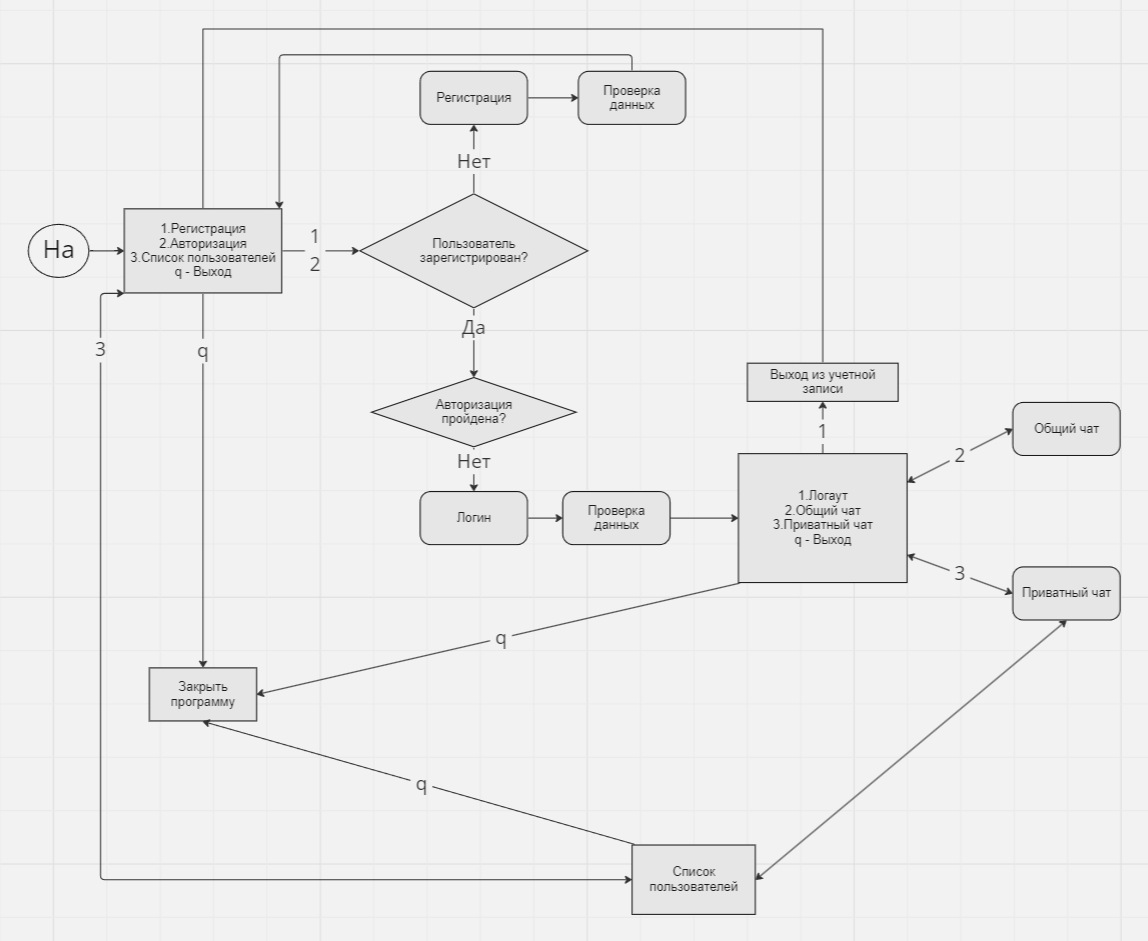 Регистрация
Проверка
данных
Нет
На
1.Регистрация
2.Авторизация
3.Список пользователей
q - Выход
1
2
Пользователь
зарегистрирован?
Да
3
q
Авторизация
пройдена?
Выход из учетной
записи
1
Общий чат
2
Нет
Логин
Проверка
данных
1.Логаут
2.Общий чат
3.Приватный чат
q - Выход
3
Приватный чат
q
Закрыть
программу
q
Список
пользователей